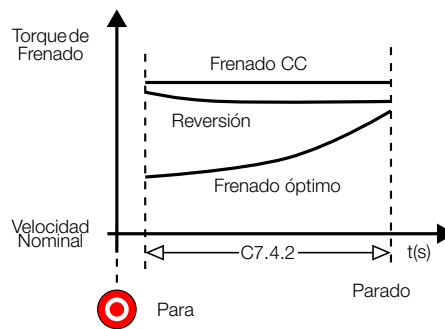 Torque de
Frenado
Frenado CC
Reversión
Frenado óptimo
Velocidad
Nominal
C7.4.2
t(s)
Parado
Para